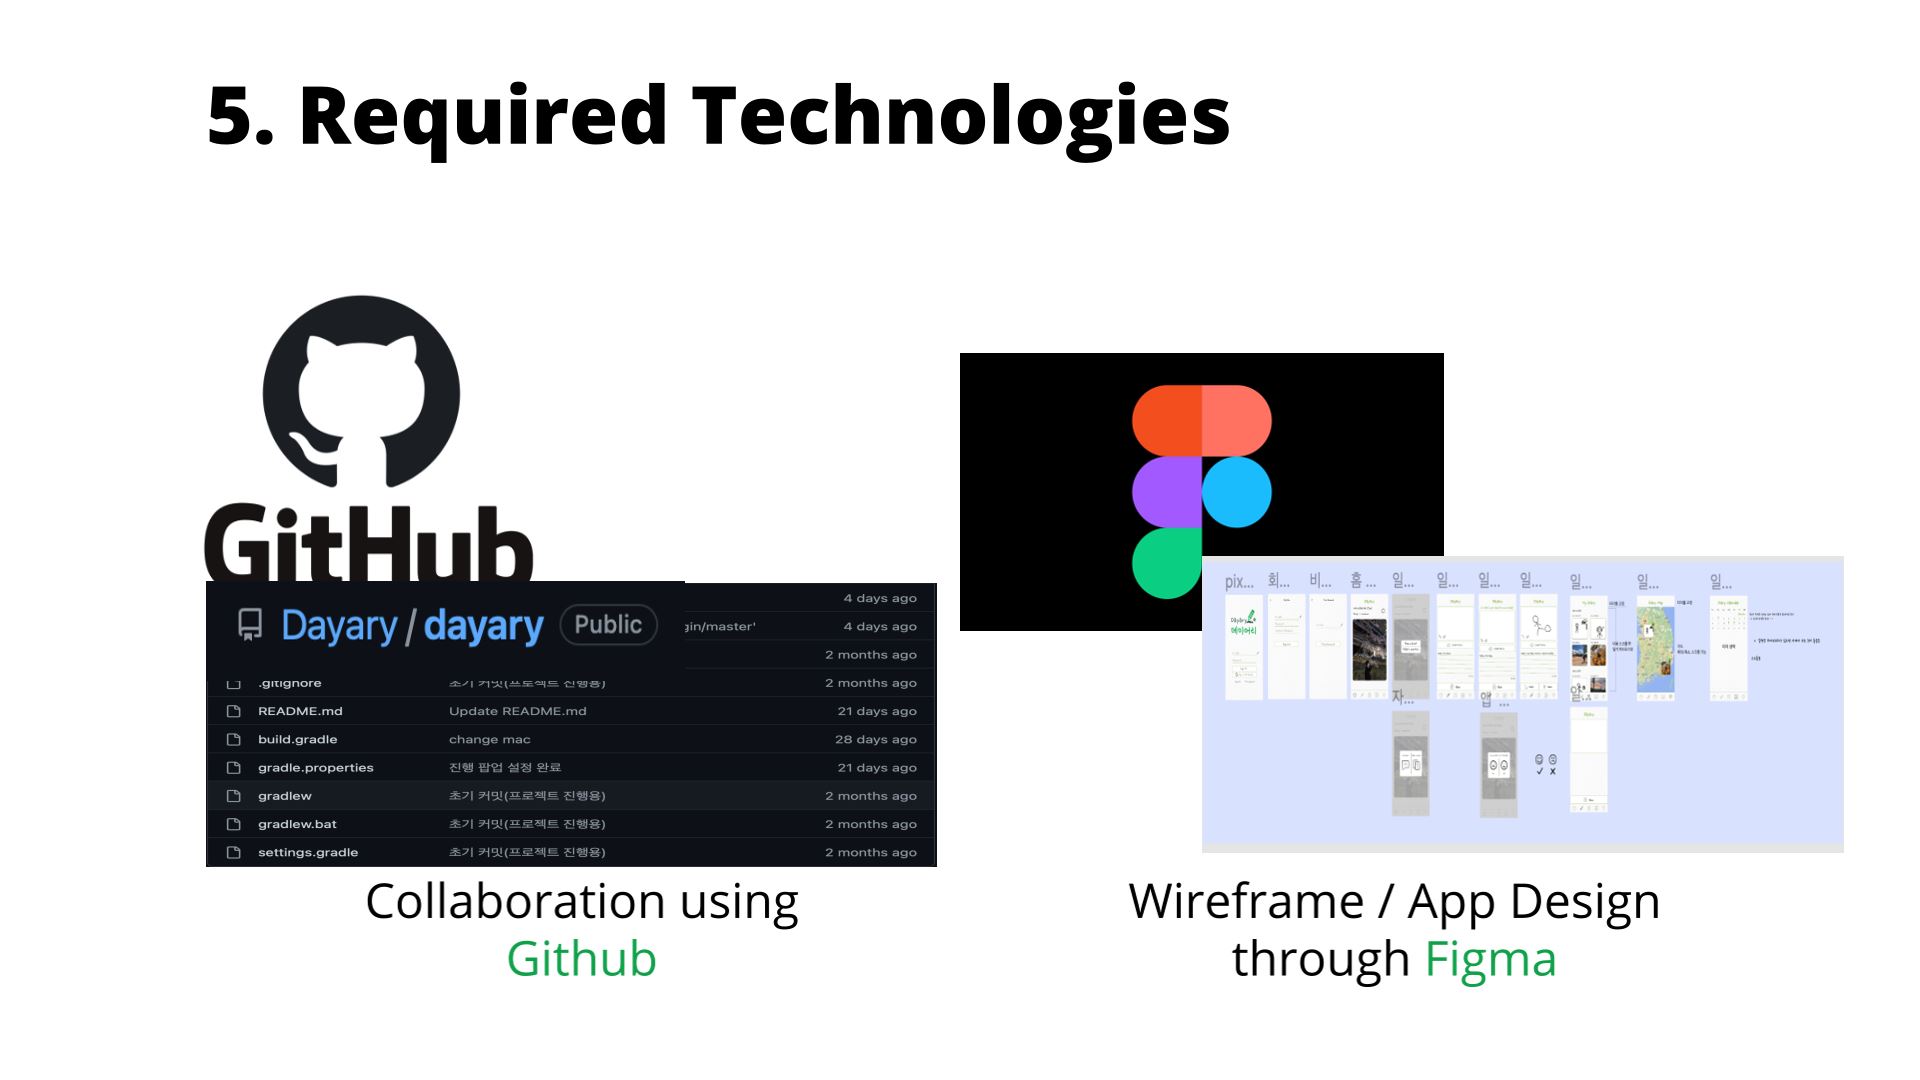 5. Required Technologies
GitHub
Dayary / dayary Public
4 days ago
gin/master' 4 days ago
2 months ago
.gitignore 초기 커밋(프로젝트 진행용) 2 months ago
README.md Update README.md 21 days ago
build.gradle change mac 28 days ago
gradle.properties 진행 팝업 설정 완료 21 days ago
gradlew 초기 커밋(프로젝트 진행용) 2 months ago
gradlew.bat 초기 커밋(프로젝트 진행용) 2 months ago
settings.gradle 초기 커밋(프로젝트 진행용) 2 months ago
Collaboration using
Github
pix... 회... 비... 홈 ... 일... 일... 일... 일... 일... 일... 일...
데이어리
자... 앱 ... 일...
Wireframe / App Design
through Figma